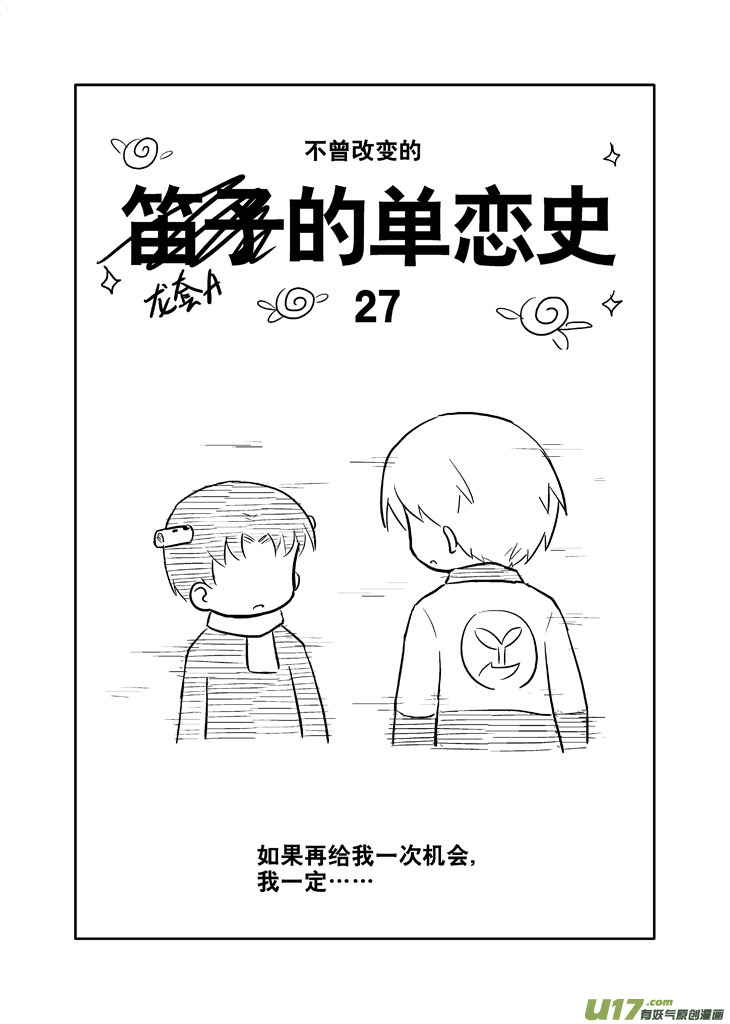 不曾改变的
笛子的单恋史
龙套A
27
如果再给我一次机会，
我一定……
U17.com
有妖气原创漫画